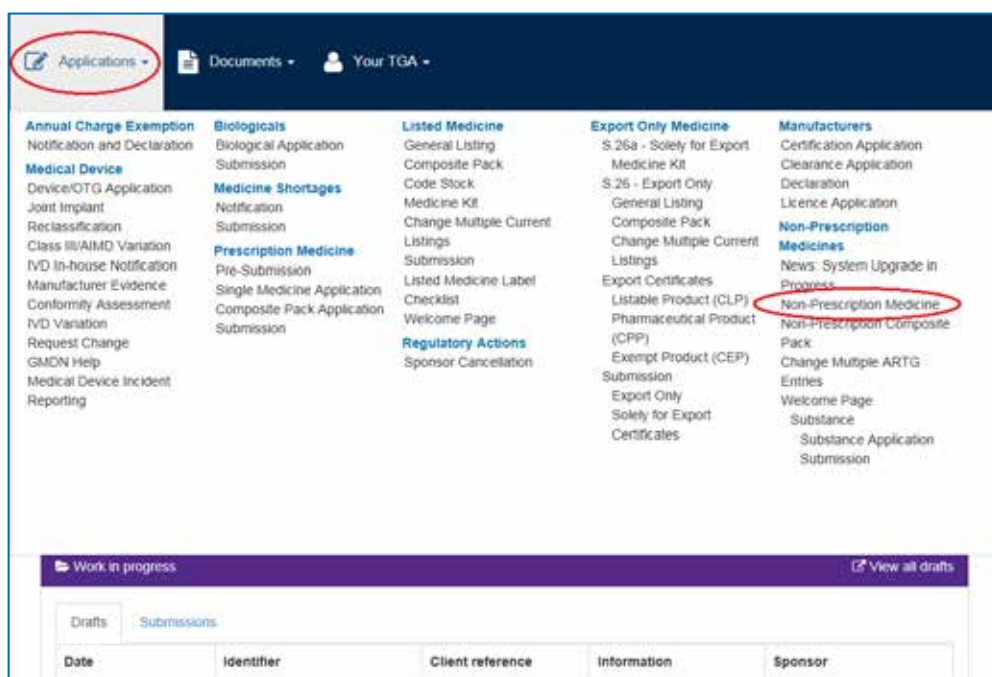 Applications
Documents
Your TGA
Annual Charge Exemption
Notification and Declaration
Medical Device
Device/OTG Application
Joint Implant
Reclassification
Class III/AIMD Variation
IVD In-house Notification
Manufacturer Evidence
Conformity Assessment
IVD Variation
Request Change
GMDN Help
Medical Device Incident
Reporting
Biologicals
Biological Application
Submission
Medicine Shortages
Notification
Submission
Prescription Medicine
Pre-Submission
Single Medicine Application
Composite Pack Application
Submission
Listed Medicine
General Listing
Composite Pack
Code Stock
Medicine Kit
Change Multiple Current
Listings
Submission
Listed Medicine Label
Checklist
Welcome Page
Regulatory Actions
Sponsor Cancellation
Export Only Medicine
S.26a - Solely for Export
Medicine Kit
S.26 - Export Only
General Listing
Composite Pack
Change Multiple Current
Listings
Export Certificates
Listable Product (CLP)
Pharmaceutical Product
(CPP)
Exempt Product (CEP)
Submission
Export Only
Solely for Export
Certificates
Manufacturers
Certification Application
Clearance Application
Declaration
Licence Application
Non-Prescription
Medicines
News: System Upgrade in
Progress
Non-Prescription Medicine
Non-Prescription Composite
Pack
Change Multiple ARTG
Entries
Welcome Page
Substance
Substance Application
Submission
Work in progress
View all drafts
Drafts
Submissions
Date
Identifier
Client reference
Information
Sponsor